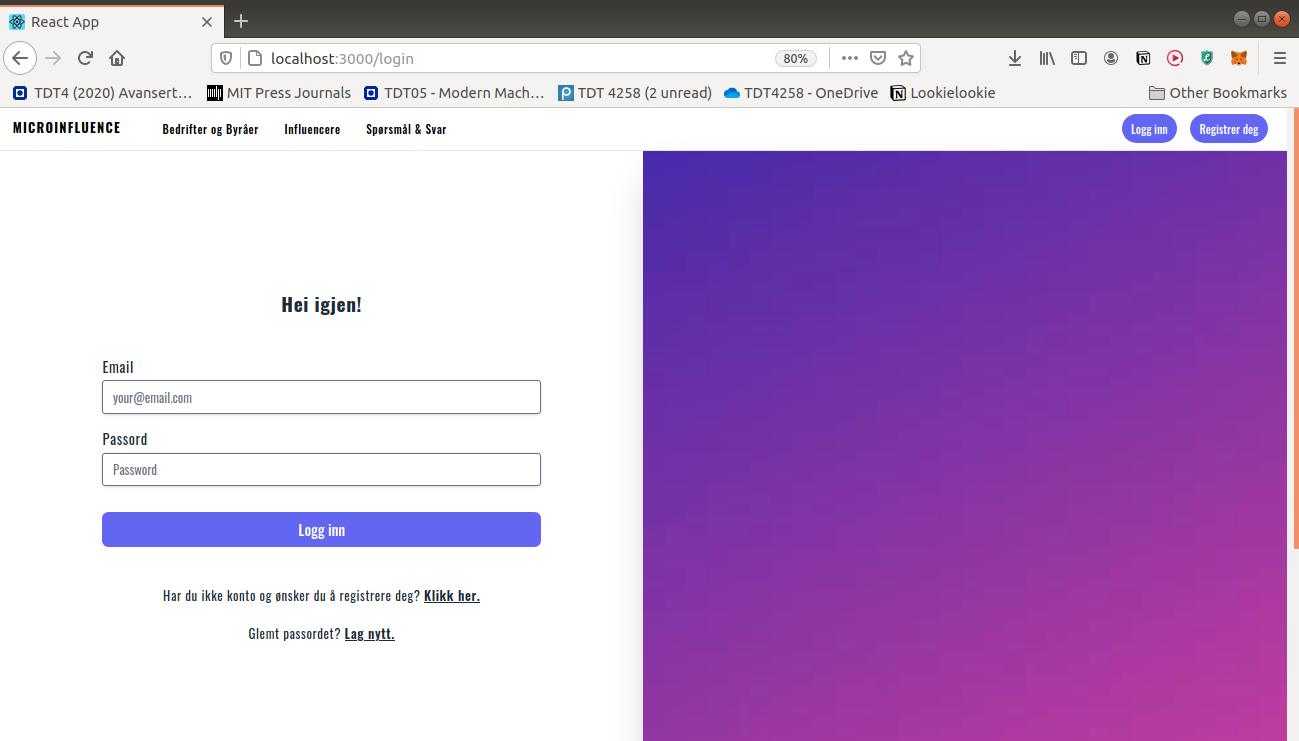 React App
localhost:3000/login
80%
TDT4 (2020) Avansert…
MIT Press Journals
TDT05 - Modern Mach…
TDT 4258 (2 unread)
TDT4258 - OneDrive
Lookielookie
Other Bookmarks
MICROINFLUENCE
Bedrifter og Byråer
Influencere
Spørsmål & Svar
Logg inn
Registrer deg
Hei igjen!
Email
your@email.com
Passord
Password
Logg inn
Har du ikke konto og ønsker du å registrere deg? Klikk her.
Glemt passordet? Lag nytt.